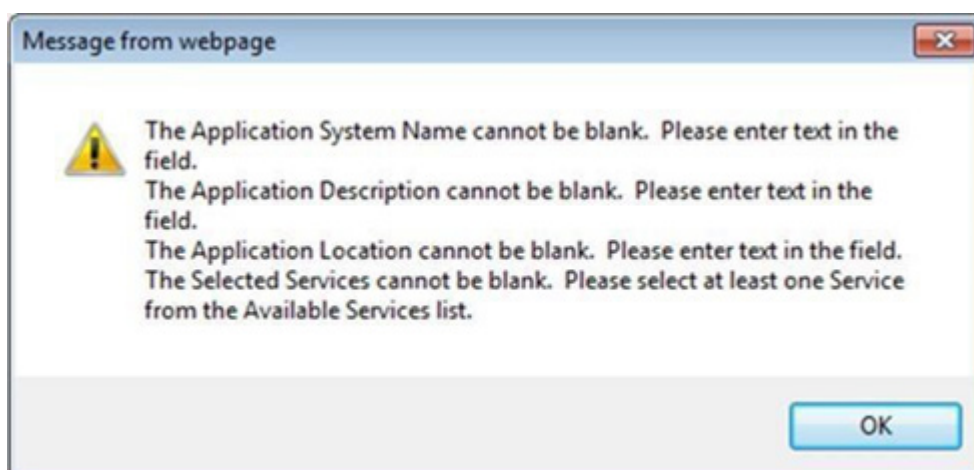 Message from webpage
The Application System Name cannot be blank.  Please enter text in the
field.
The Application Description cannot be blank.  Please enter text in the
field.
The Application Location cannot be blank.  Please enter text in the field.
The Selected Services cannot be blank.  Please select at least one Service
from the Available Services list.
OK